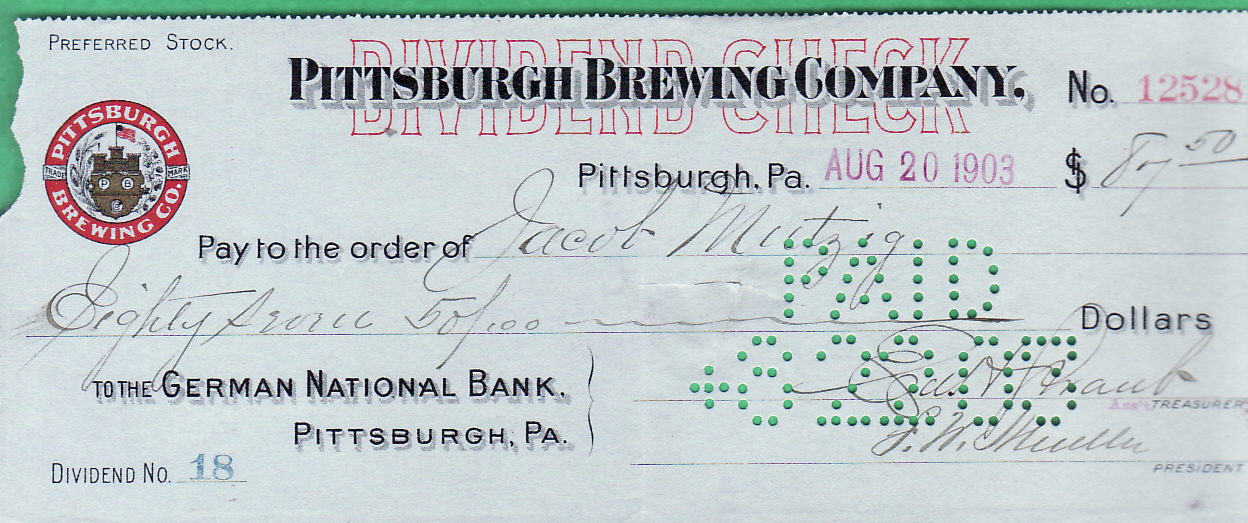 PREFERRED STOCK.
DIVIDEND CHECK
PITTSBURGH BREWING COMPANY.
No. 12528
PITTSBURGH BREWING CO.
TRADE MARK
P B C
Pittsburgh, Pa. AUG 20 1903 $ 87 50
Pay to the order of Jacob Mutzig
Eighty seven 50/100 Dollars
PAID
TO THE GERMAN NATIONAL BANK,
PITTSBURGH, PA.
Ass't TREASURER
F. W. Mueller
PRESIDENT.
DIVIDEND NO. 18